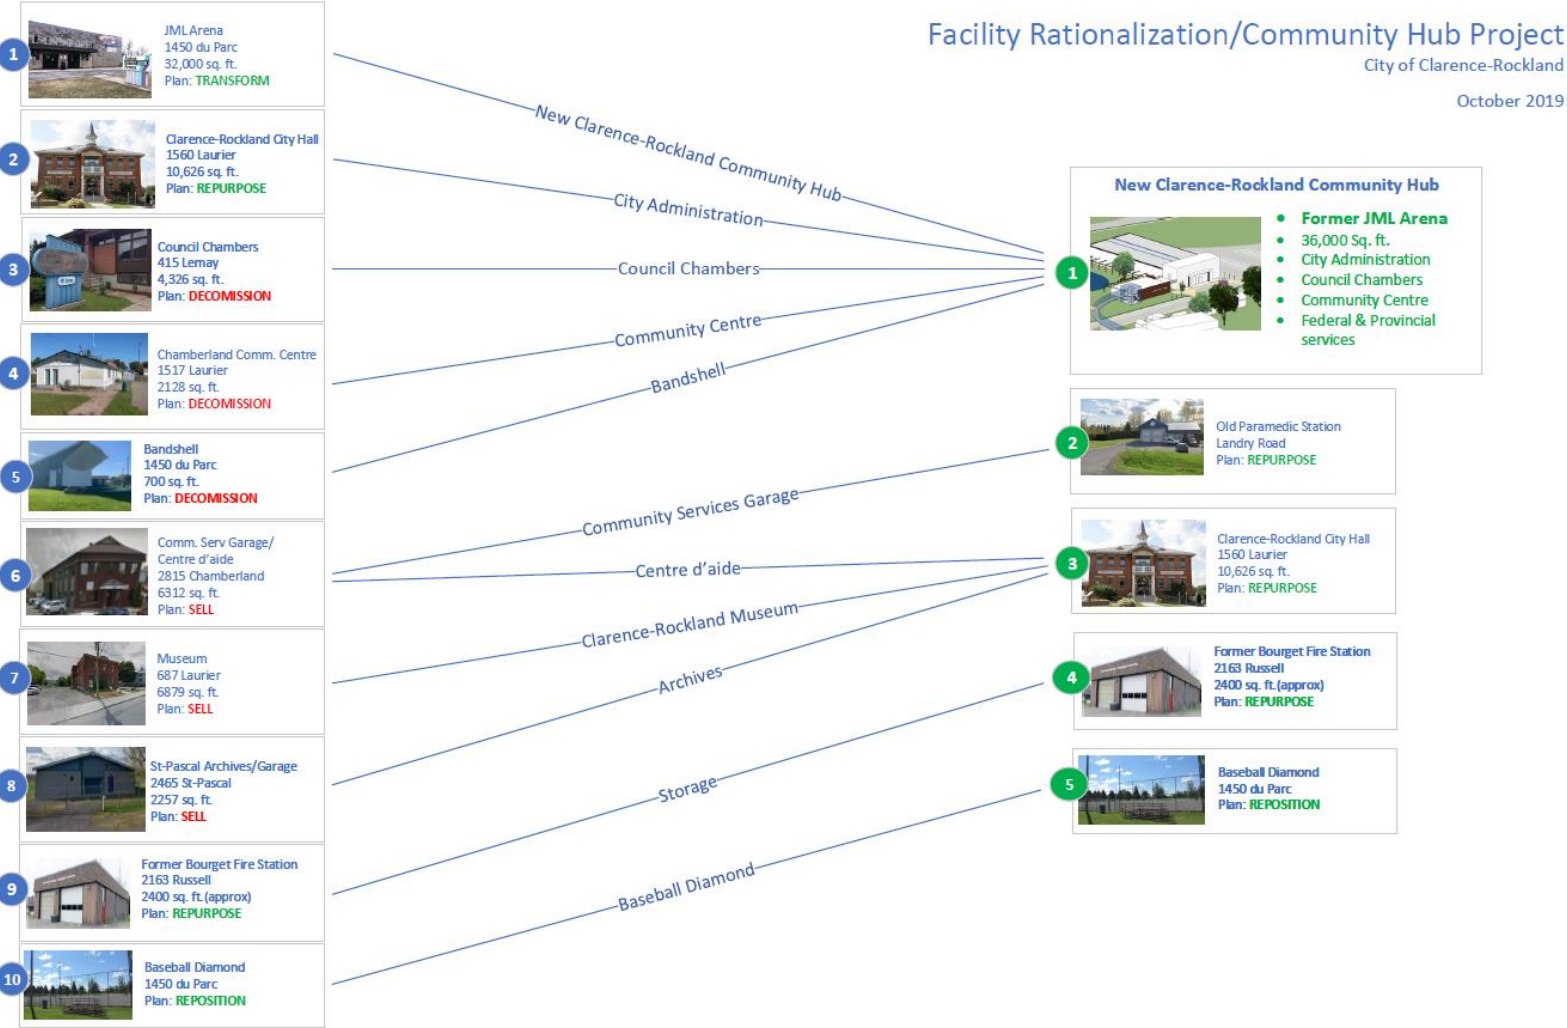 Facility Rationalization/Community Hub Project
City of Clarence-Rockland
October 2019
1
JML Arena
1450 du Parc
32,000 sq. ft.
Plan: TRANSFORM
2
Clarence-Rockland City Hall
1560 Laurier
10,626 sq. ft.
Plan: REPURPOSE
3
Council Chambers
415 Lemay
4,326 sq. ft.
Plan: DECOMISSION
4
Chamberland Comm. Centre
1517 Laurier
2128 sq. ft.
Plan: DECOMISSION
5
Bandshell
1450 du Parc
700 sq. ft.
Plan: DECOMISSION
6
Comm. Serv Garage/
Centre d'aide
2815 Chamberland
6312 sq. ft.
Plan: SELL
7
Museum
687 Laurier
6879 sq. ft.
Plan: SELL
8
St-Pascal Archives/Garage
2465 St-Pascal
2257 sq. ft.
Plan: SELL
9
Former Bourget Fire Station
2163 Russell
2400 sq. ft.(approx)
Plan: REPURPOSE
10
Baseball Diamond
1450 du Parc
Plan: REPOSITION
New Clarence-Rockland Community Hub
City Administration
Council Chambers
Community Centre
Bandshell
Community Services Garage
Centre d'aide
Clarence-Rockland Museum
Archives
Storage
Baseball Diamond
New Clarence-Rockland Community Hub
1
• Former JML Arena
• 36,000 Sq. ft.
• City Administration
• Council Chambers
• Community Centre
• Federal & Provincial
services
2
Old Paramedic Station
Landry Road
Plan: REPURPOSE
3
Clarence-Rockland City Hall
1560 Laurier
10,626 sq. ft.
Plan: REPURPOSE
4
Former Bourget Fire Station
2163 Russell
2400 sq. ft.(approx)
Plan: REPURPOSE
5
Baseball Diamond
1450 du Parc
Plan: REPOSITION